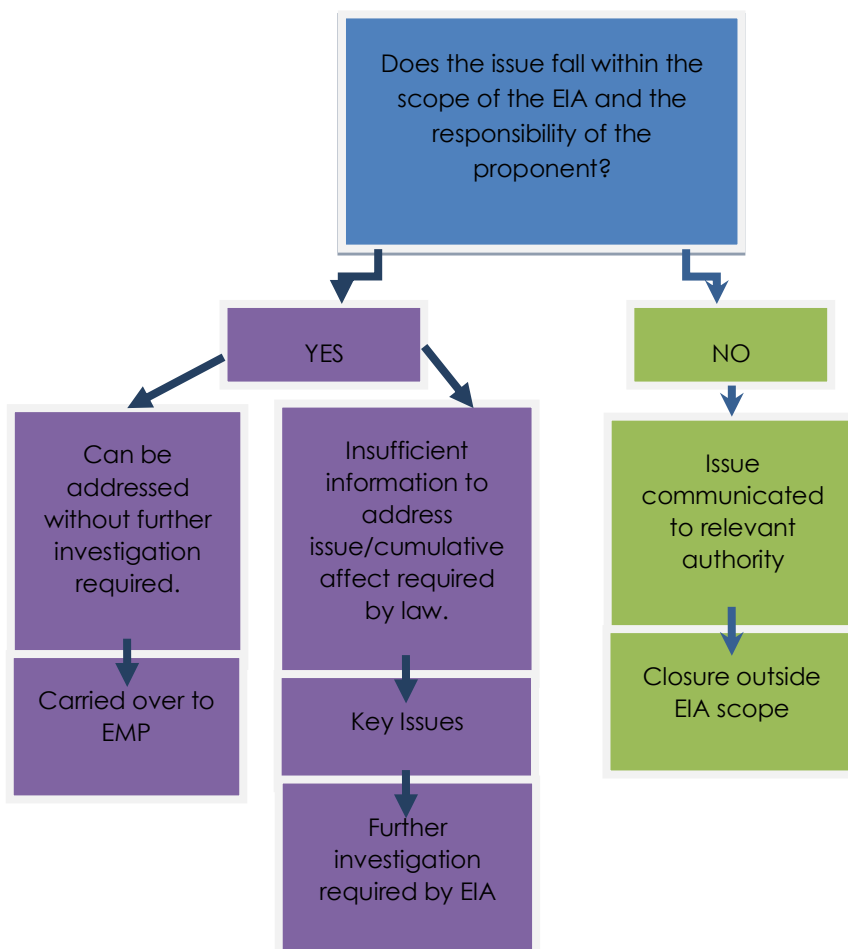 Does the issue fall within the
scope of the EIA and the
responsibility of the
proponent?
YES
NO
Can be
addressed
without further
investigation
required.
Insufficient
information to
address
issue/cumulative
affect required
by law.
Issue
communicated
to relevant
authority
Carried over to
EMP
Key Issues
Closure outside
EIA scope
Further
investigation
required by EIA